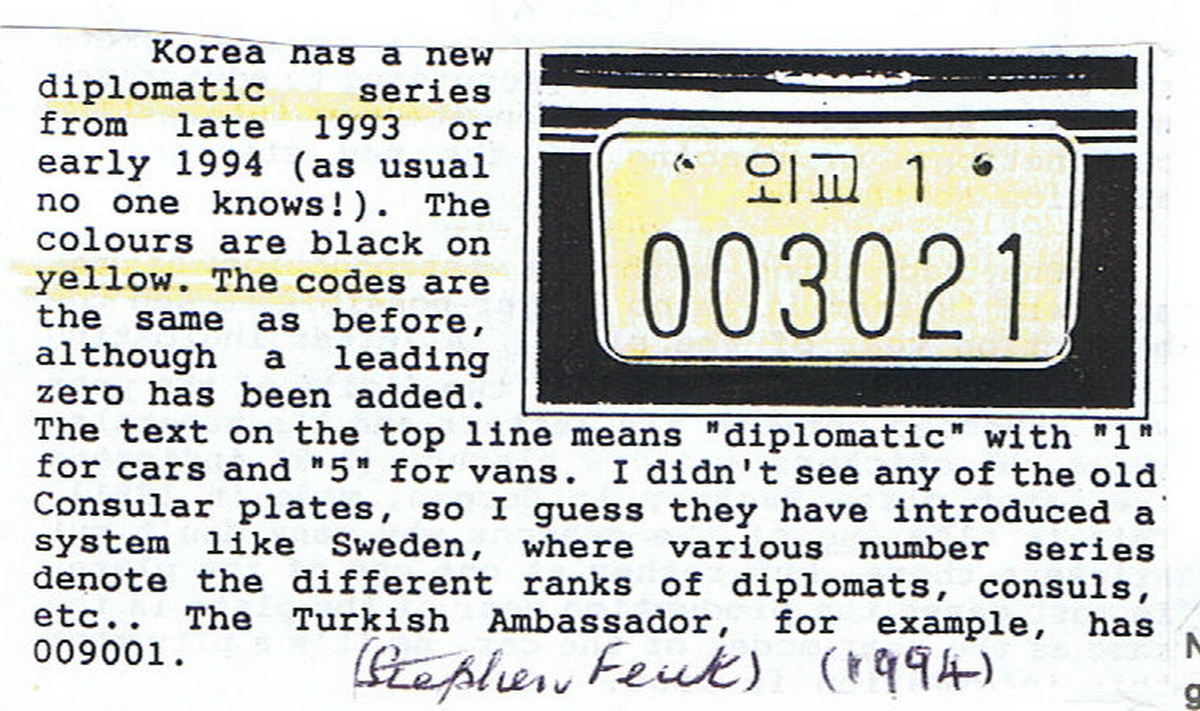 Korea has a new
diplomatic series
from late 1993 or
early 1994 (as usual
no one knows!). The
colours are black on
yellow. The codes are
the same as before,
although a leading
zero has been added.
외교 1
003021
The text on the top line means "diplomatic" with "1"
for cars and "5" for vans. I didn't see any of the old
Consular plates, so I guess they have introduced a
system like Sweden, where various number series
denote the different ranks of diplomats, consuls,
etc.. The Turkish Ambassador, for example, has
009001.
(Stephen Feuk) (1994)
N
g